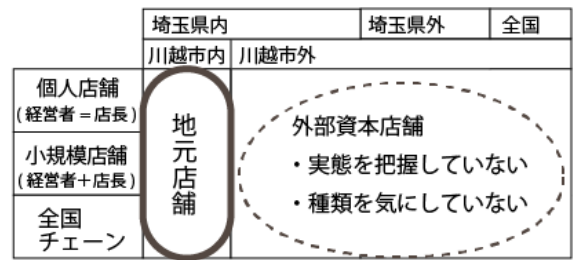 埼玉県内 埼玉県外 全国
川越市内 川越市外
個人店舗
(経営者=店長)
小規模店舗
(経営者+店長)
全国
チェーン
地元店舗
外部資本店舗
・実態を把握していない
・種類を気にしていない